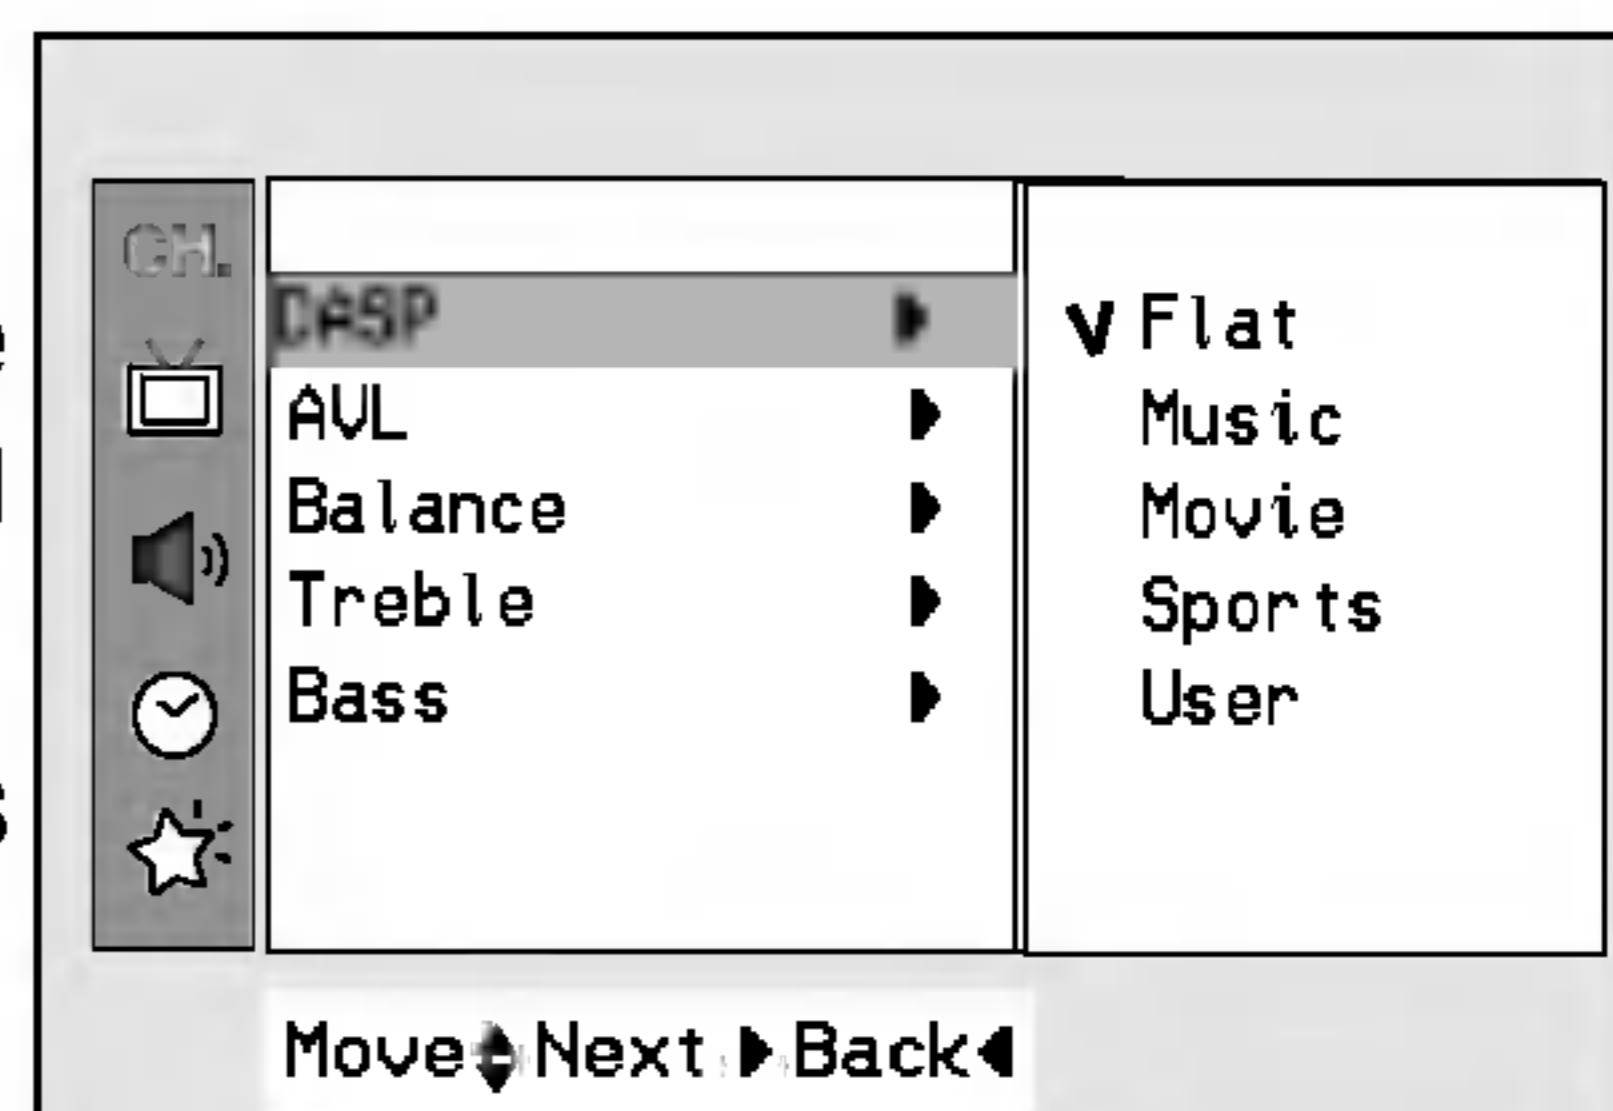 CH.
DASP
AVL
Balance
Treble
Bass
V Flat
Music
Movie
Sports
User
Move Next Back